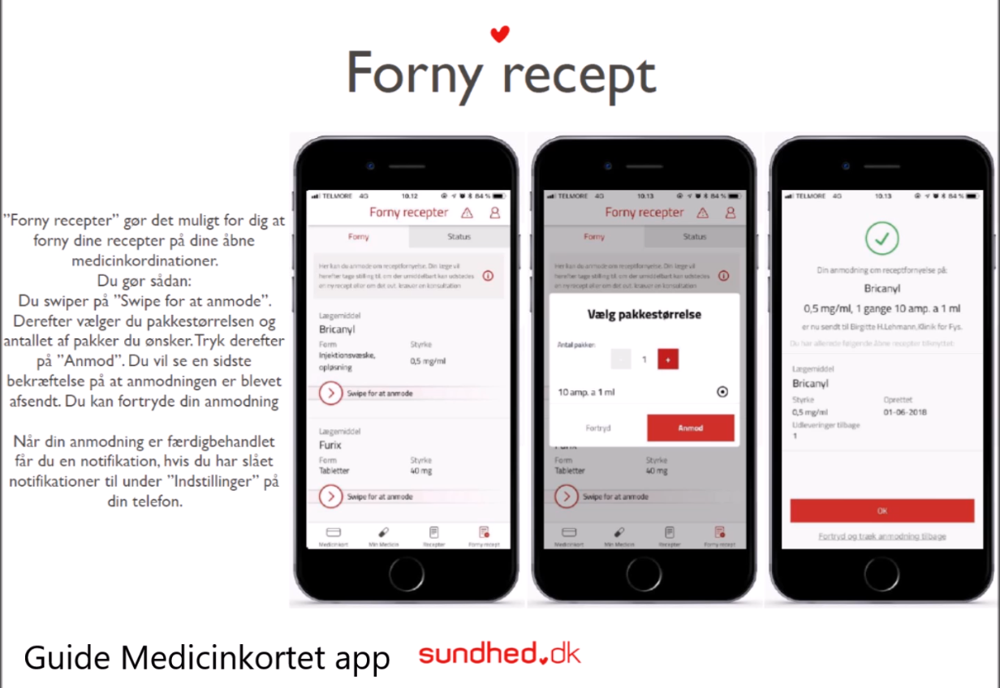 Forny recept
”Forny recepter” gør det muligt for dig at
forny dine recepter på dine åbne
medicinkordinationer.
Du gør sådan:
Du swiper på ”Swipe for at anmode”.
Derefter vælger du pakkestørrelsen og
antallet af pakker du ønsker. Tryk derefter
på ”Anmod”. Du vil se en sidste
bekræftelse på at anmodningen er blevet
afsendt. Du kan fortryde din anmodning
Når din anmodning er færdigbehandlet
får du en notifikation, hvis du har slået
notifikationer til under ”Indstillinger” på
din telefon.
TELMORE 4G 10.12 84 %
Forny recepter
Forny Status
Her kan du anmode om receptfornyelse. Din læge vil
herefter tage stilling til, om der umiddelbart kan udstedes
en ny recept eller om det evt. kræver en konsultation
Lægemiddel
Bricanyl
Form Styrke
Injektionsvæske,
opløsning
0,5 mg/ml
Swipe for at anmode
Lægemiddel
Furix
Form Styrke
Tabletter 40 mg
Swipe for at anmode
Medicinkort Min Medicin Recepter Forny recept
TELMORE 4G 10.13 84 %
Forny recepter
Forny Status
Her kan du anmode om receptfornyelse. Din læge vil
herefter tage stilling til, om der umiddelbart kan udstedes
en ny recept eller om det evt. kræver en konsultation
Vælg pakkestørrelse
Antal pakker:
- 1 +
10 amp. a 1 ml
Fortryd Anmod
Furix
Form Styrke
Tabletter 40 mg
Swipe for at anmode
Medicinkort Min Medicin Recepter Forny recept
TELMORE 4G 10.13 84 %
Din anmodning om receptfornyelse på:
Bricanyl
0,5 mg/ml, 1 gange 10 amp. a 1 ml
er nu sendt til Birgitte H.Lehmann, Klinik for Fys.
Du har allerede følgende åbne recepter tilknyttet:
Lægemiddel
Bricanyl
Styrke Oprettet
0,5 mg/ml 01-06-2018
Udleveringer tilbage
1
OK
Fortryd og træk anmodning tilbage
Guide Medicinkortet app
sundhed.dk